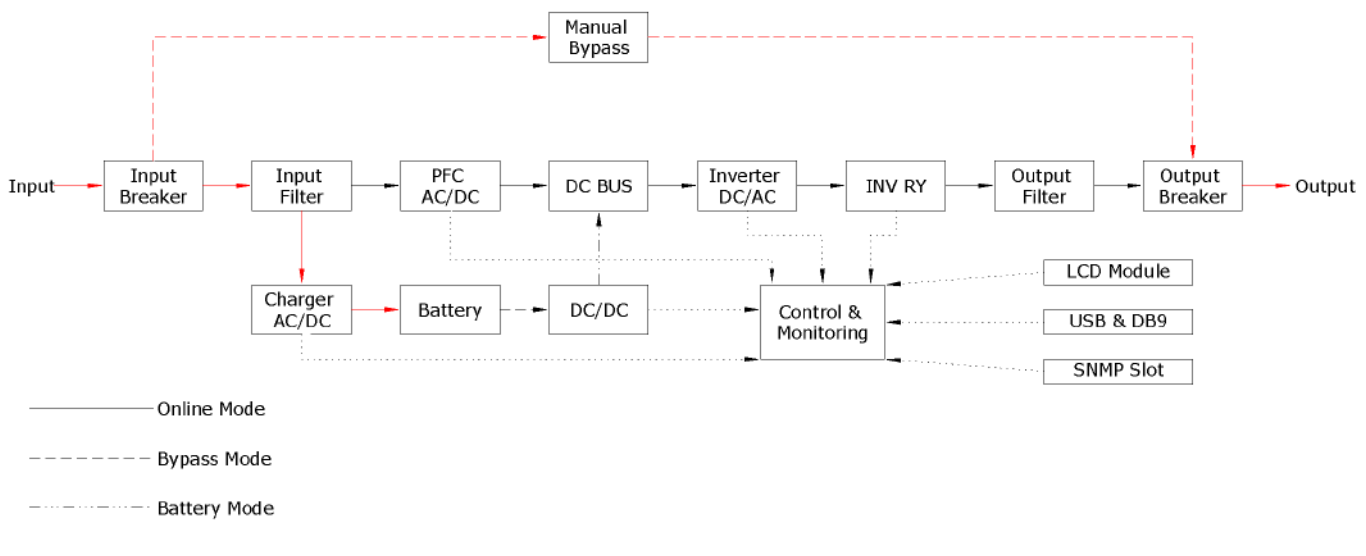 Manual
Bypass
Input
Input
Breaker
Input
Filter
PFC
AC/DC
DC BUS
Inverter
DC/AC
INV RY
Output
Filter
Output
Breaker
Output
Charger
AC/DC
Battery
DC/DC
Control &
Monitoring
LCD Module
USB & DB9
SNMP Slot
Online Mode
Bypass Mode
Battery Mode